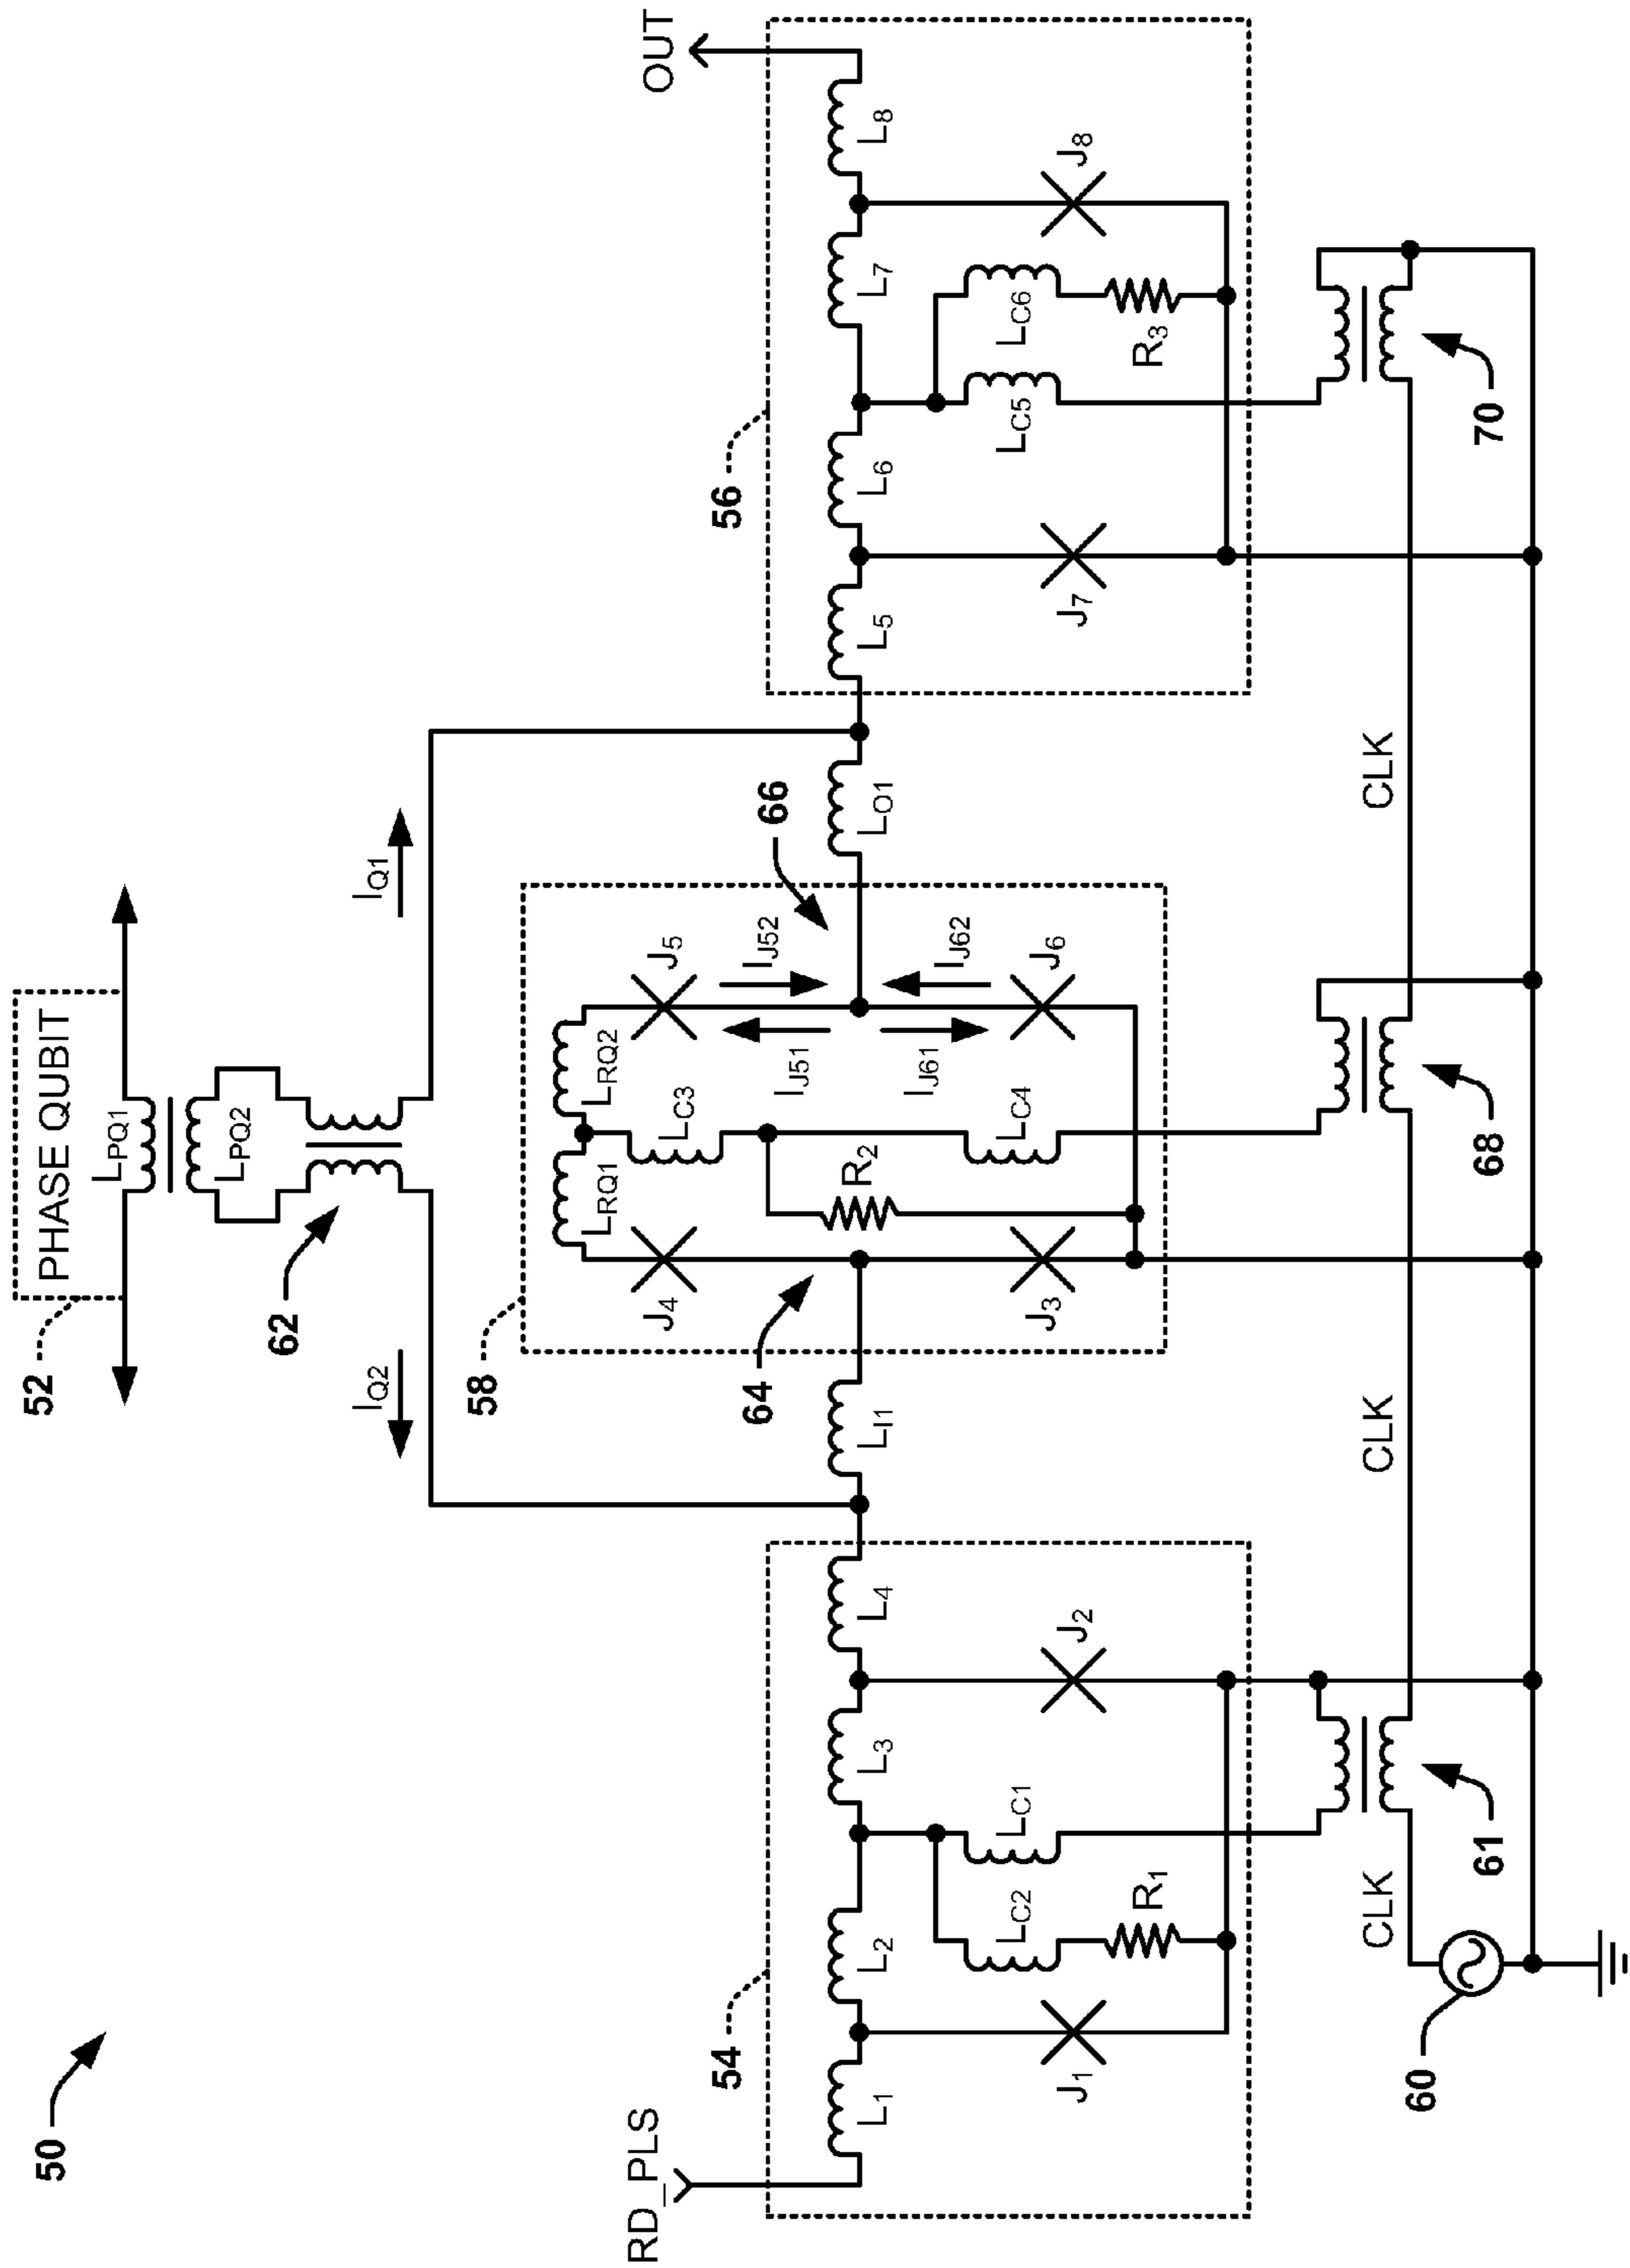 50
52
PHASE QUBIT
LPQ1
LPQ2
62
IQ2
IQ1
58
LRQ1
LRQ2
J4
J5
LC3
R2
LC4
IJ51
IJ52
IJ61
IJ62
J3
J6
64
66
RD_PLS
54
L1
L2
L3
L4
LI1
LO1
56
L5
L6
L7
L8
OUT
J1
LC2
LC1
R1
J2
J7
LC5
LC6
R3
J8
60
CLK
61
CLK
68
CLK
70